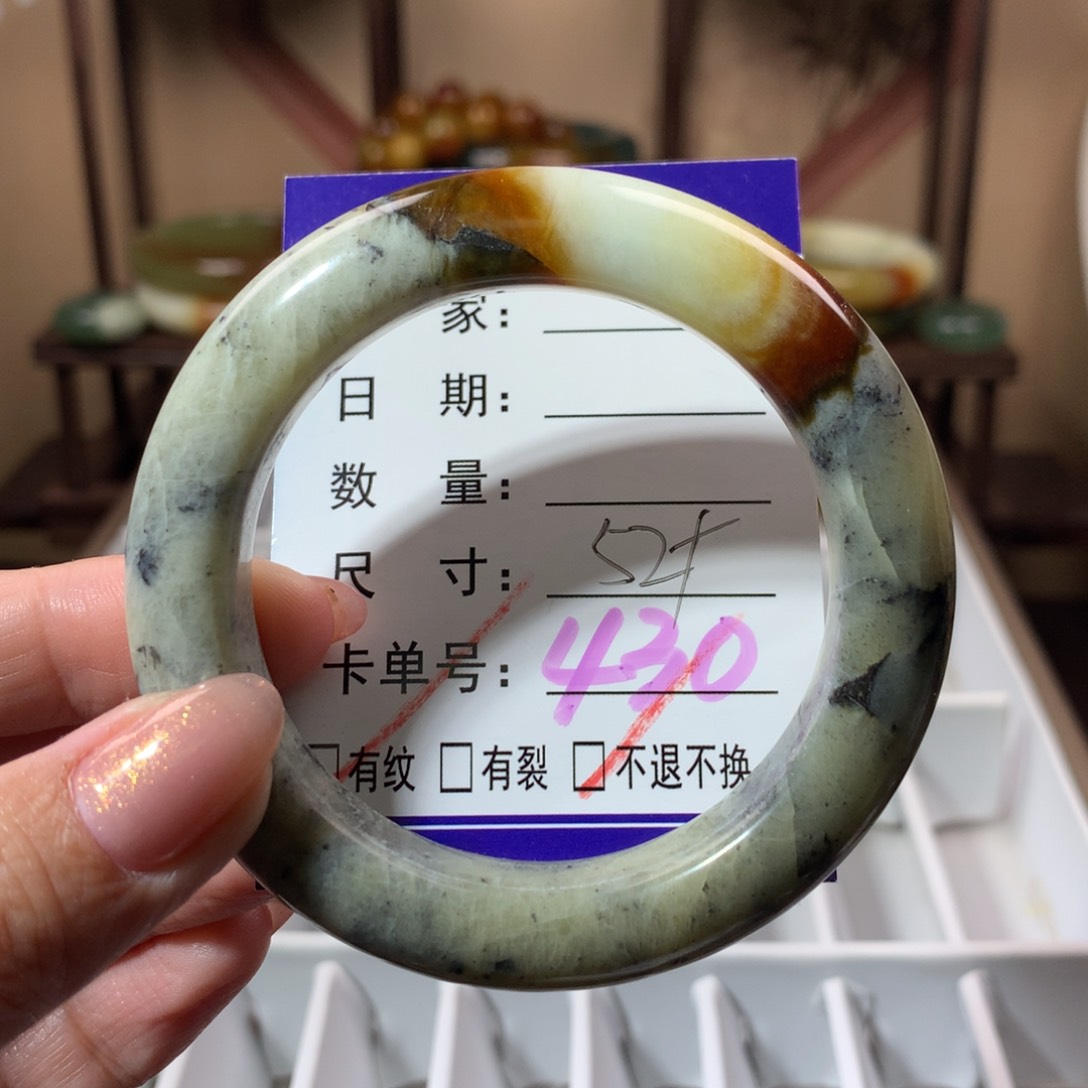 家：
日 期：
数 量：
尺 寸：52
卡单号：430
□有纹 □有裂 □不退不换